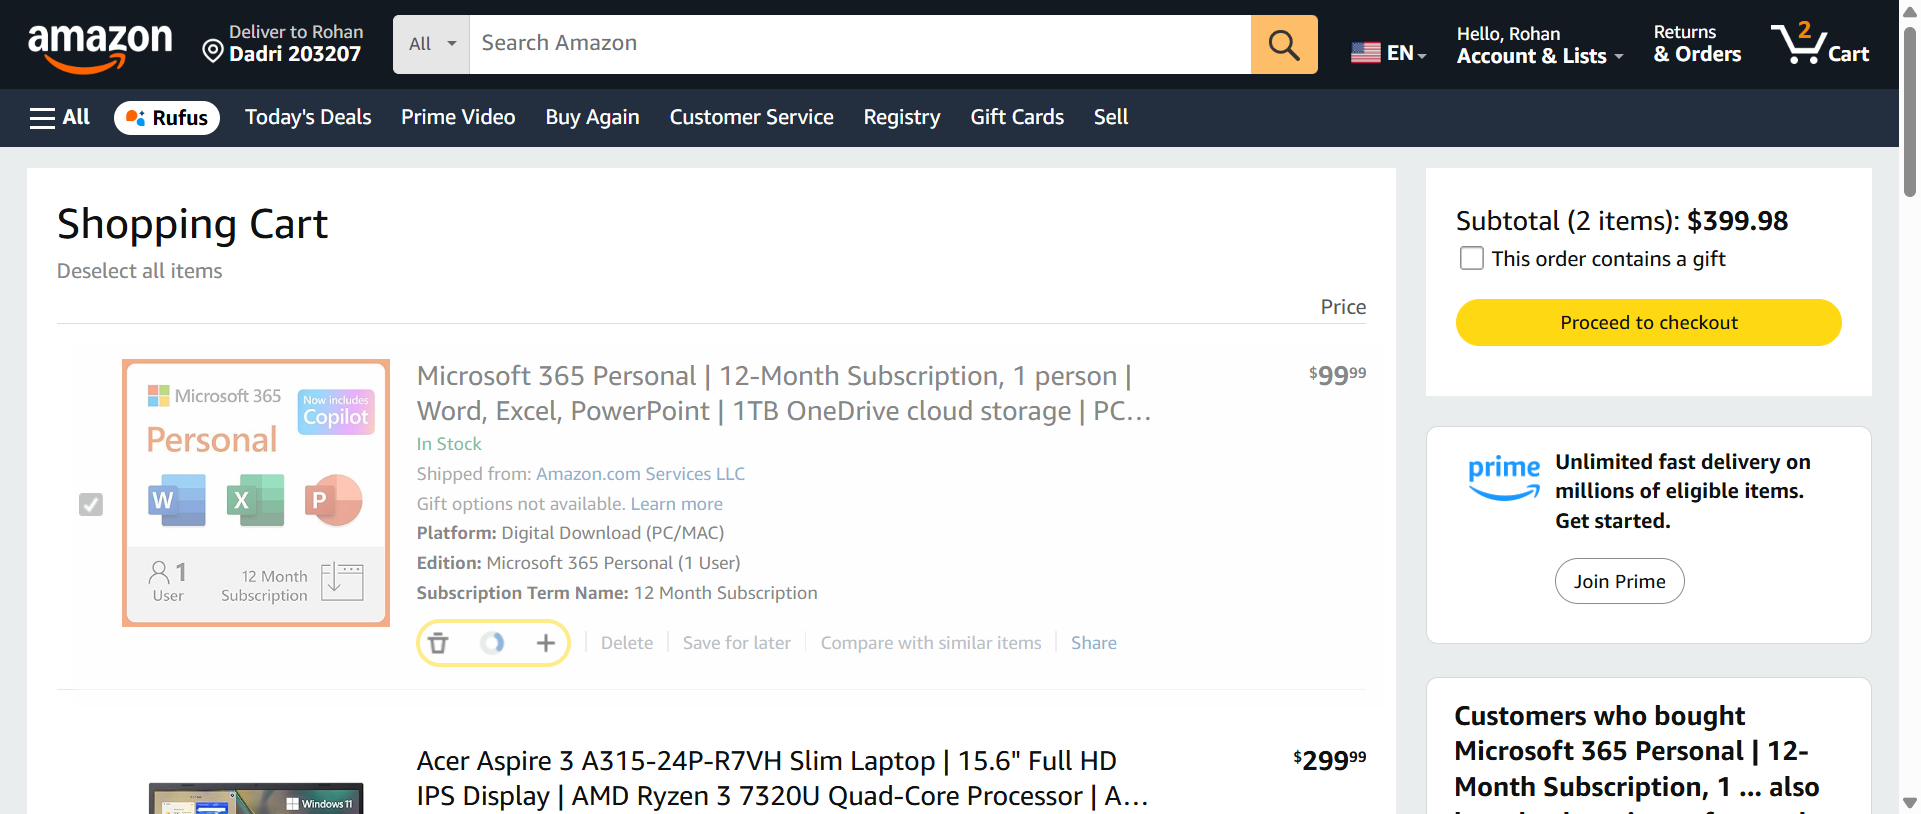 amazon
Deliver to Rohan
Dadri 203207
All
Search Amazon
EN
Hello, Rohan
Account & Lists
Returns
& Orders
2
Cart
All
Rufus
Today's Deals
Prime Video
Buy Again
Customer Service
Registry
Gift Cards
Sell
Shopping Cart
Deselect all items
Price
Microsoft 365
Now includes
Copilot
Personal
W
X
P
1
User
12 Month
Subscription
Microsoft 365 Personal | 12-Month Subscription, 1 person |
Word, Excel, PowerPoint | 1TB OneDrive cloud storage | PC…
$99.99
In Stock
Shipped from: Amazon.com Services LLC
Gift options not available. Learn more
Platform: Digital Download (PC/MAC)
Edition: Microsoft 365 Personal (1 User)
Subscription Term Name: 12 Month Subscription
Delete
Save for later
Compare with similar items
Share
Windows 11
Acer Aspire 3 A315-24P-R7VH Slim Laptop | 15.6" Full HD
IPS Display | AMD Ryzen 3 7320U Quad-Core Processor | A…
$299.99
Subtotal (2 items): $399.98
This order contains a gift
Proceed to checkout
prime
Unlimited fast delivery on
millions of eligible items.
Get started.
Join Prime
Customers who bought
Microsoft 365 Personal | 12-
Month Subscription, 1 ... also